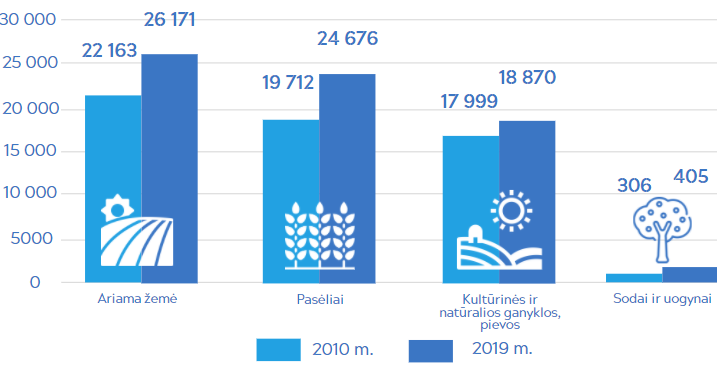 30 000
25 000
20 000
15 000
10 000
5000
0
22 163
26 171
19 712
24 676
17 999
18 870
306
405
Ariama žemė
Pasėliai
Kultūrinės ir
natūralios ganyklos,
pievos
Sodai ir uogynai
2010 m.
2019 m.